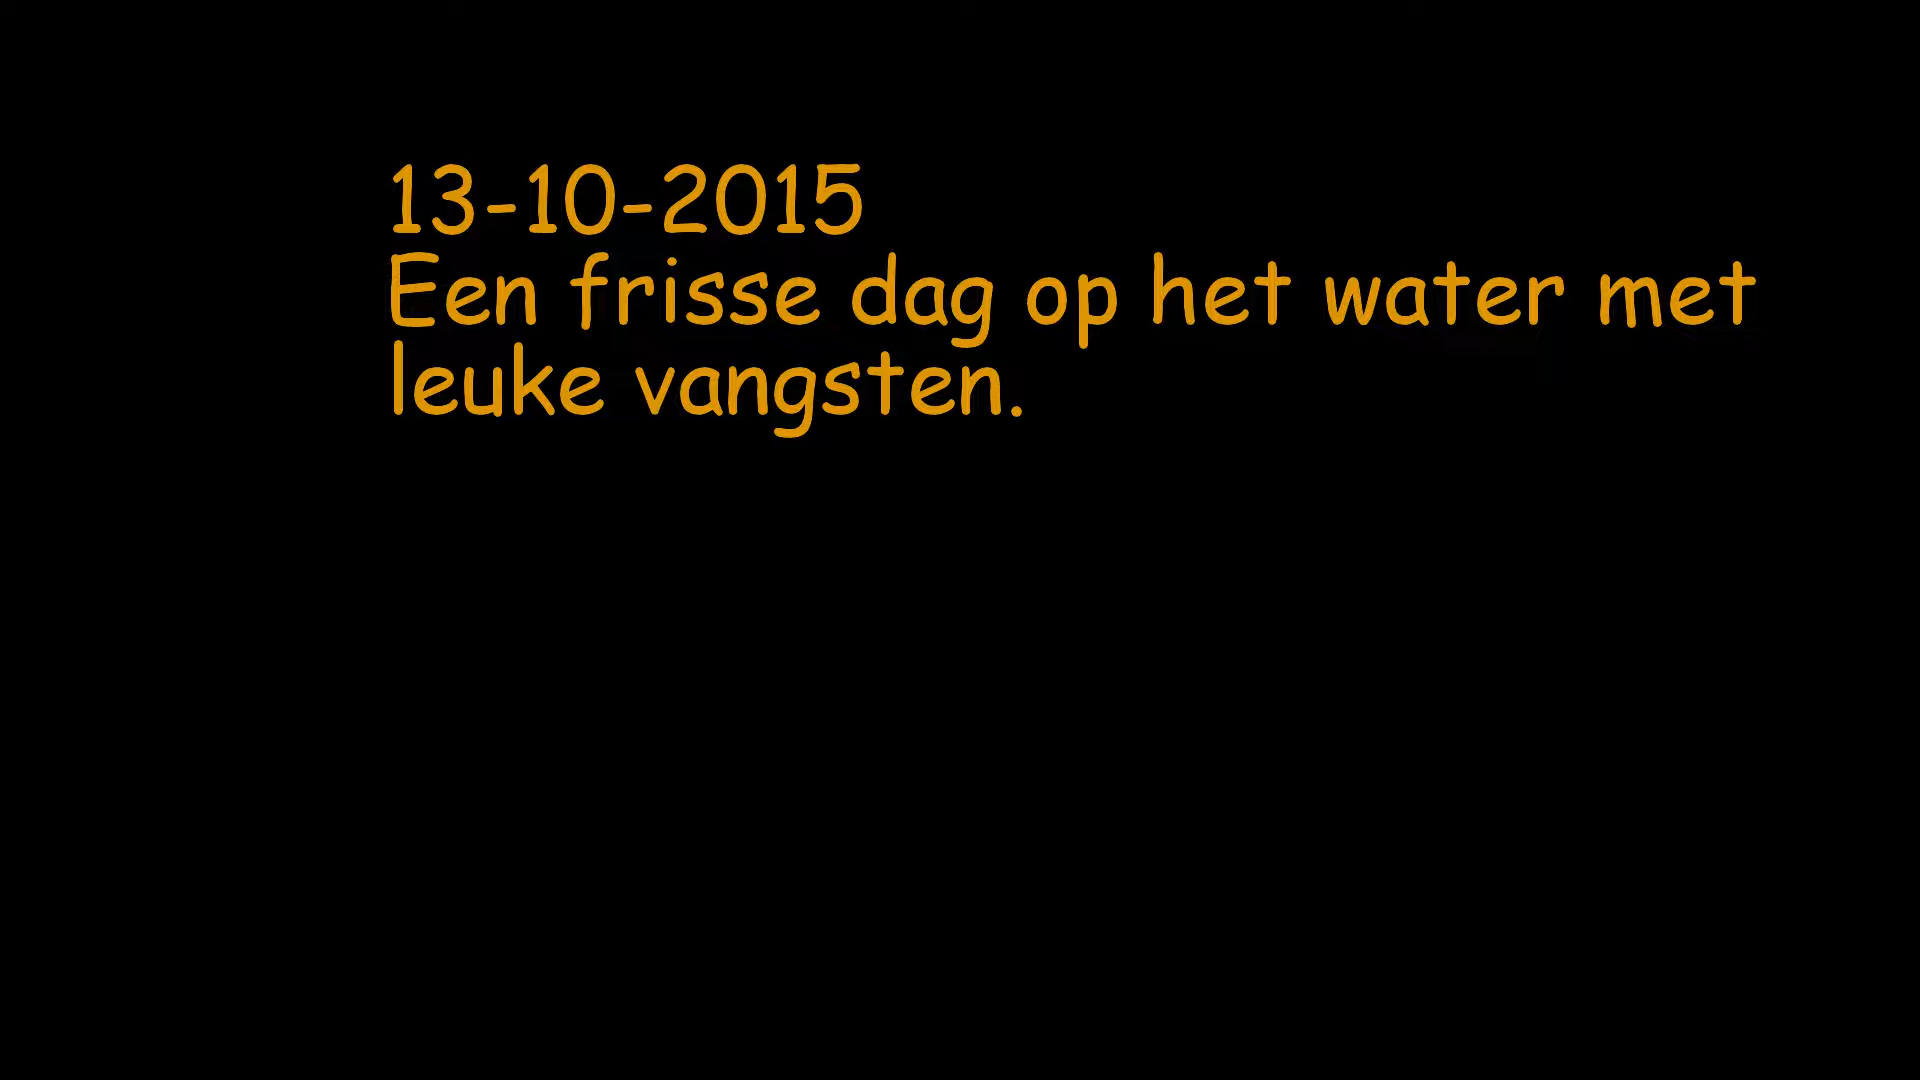 13-10-2015
Een frisse dag op het water met
leuke vangsten.